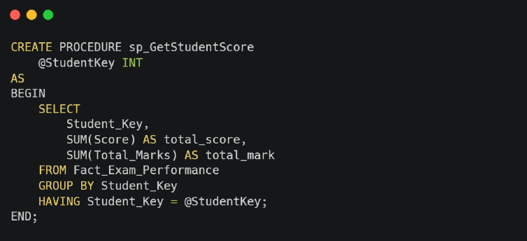 CREATE PROCEDURE sp_GetStudentScore
    @StudentKey INT
AS
BEGIN
    SELECT
        Student_Key,
        SUM(Score) AS total_score,
        SUM(Total_Marks) AS total_mark
    FROM Fact_Exam_Performance
    GROUP BY Student_Key
    HAVING Student_Key = @StudentKey;
END;